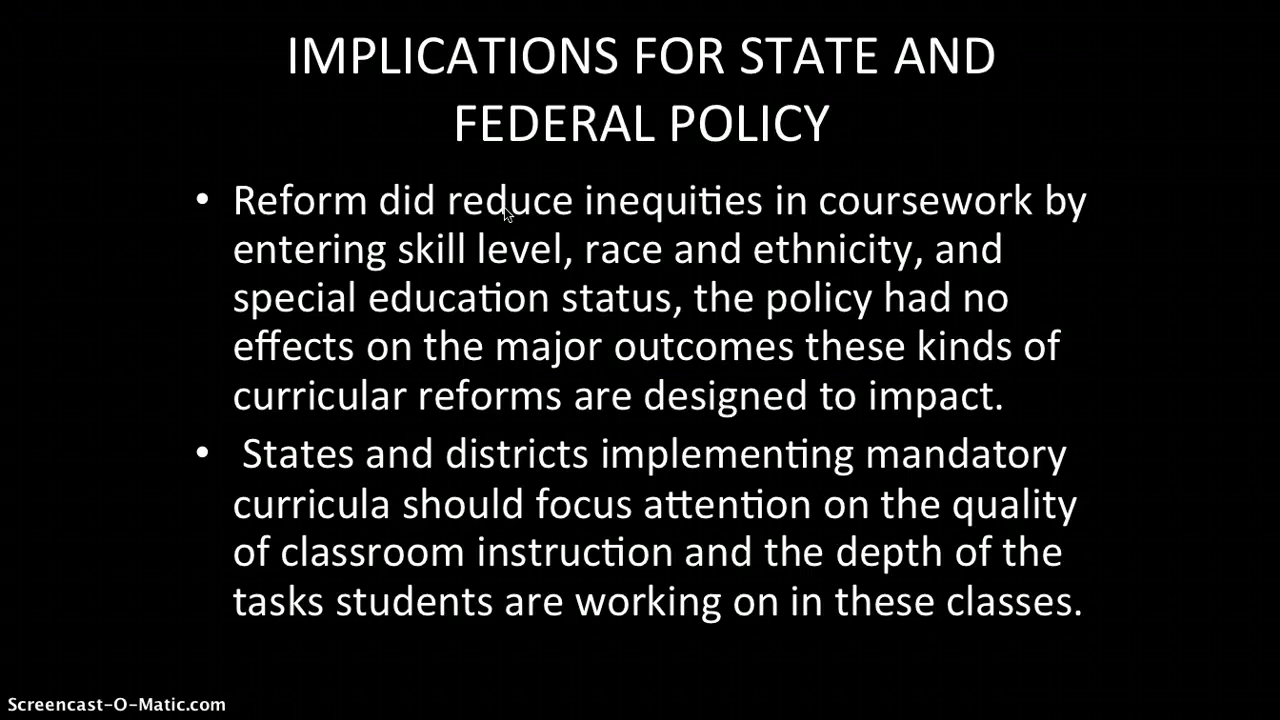 IMPLICATIONS FOR STATE AND
FEDERAL POLICY
• Reform did reduce inequities in coursework by
entering skill level, race and ethnicity, and
special education status, the policy had no
effects on the major outcomes these kinds of
curricular reforms are designed to impact.
• States and districts implementing mandatory
curricula should focus attention on the quality
of classroom instruction and the depth of the
tasks students are working on in these classes.
Screencast-O-Matic.com